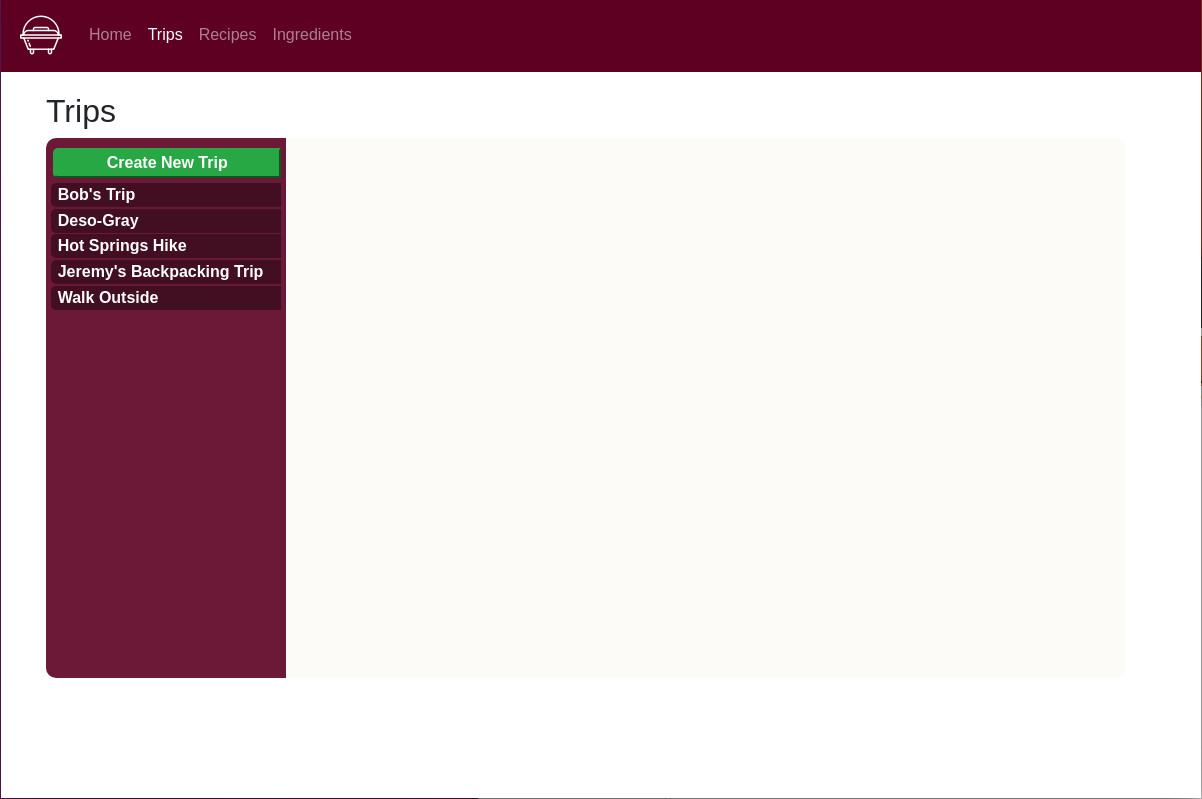 Home Trips Recipes Ingredients
Trips
Create New Trip
Bob's Trip
Deso-Gray
Hot Springs Hike
Jeremy's Backpacking Trip
Walk Outside